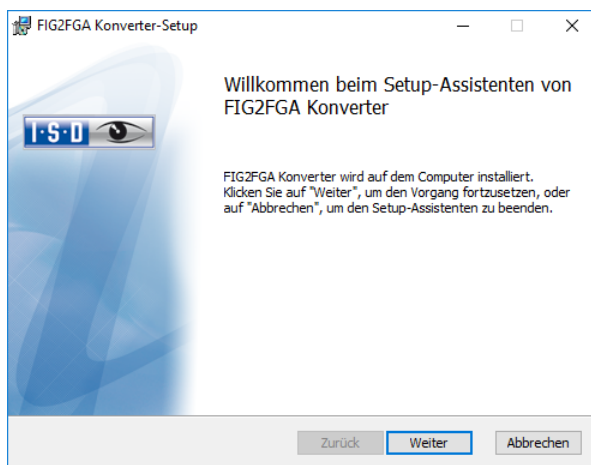 FIG2FGA Konverter-Setup
Willkommen beim Setup-Assistenten von
FIG2FGA Konverter
I·S·D
FIG2FGA Konverter wird auf dem Computer installiert.
Klicken Sie auf "Weiter", um den Vorgang fortzusetzen, oder
auf "Abbrechen", um den Setup-Assistenten zu beenden.
Zurück Weiter Abbrechen